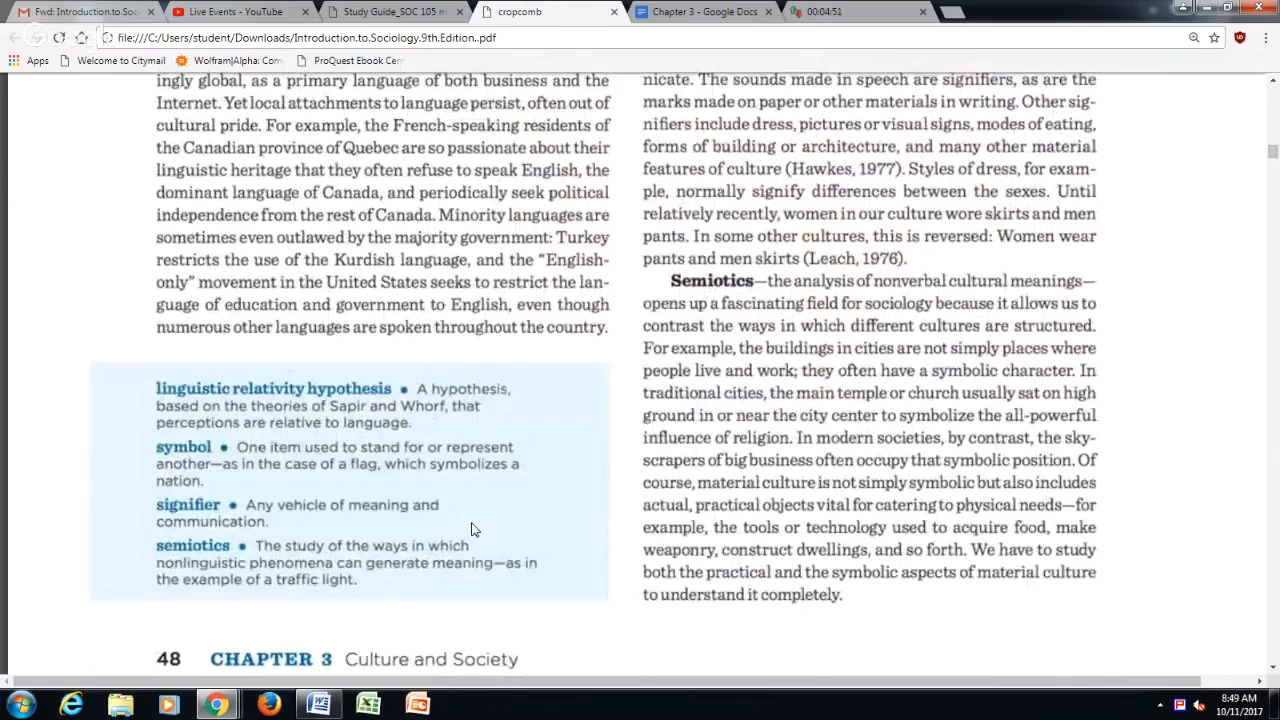 Fwd: Introduction.to.Soc
Live Events - YouTube
Study Guide_SOC 105 m
cropcomb
Chapter 3 - Google Docs
00:04:51
file:///C:/Users/student/Downloads/Introduction.to.Sociology.9th.Edition..pdf
Apps
Welcome to Citymail
Wolfram|Alpha: Com
ProQuest Ebook Cen
ingly global, as a primary language of both business and the
Internet. Yet local attachments to language persist, often out of
cultural pride. For example, the French-speaking residents of
the Canadian province of Quebec are so passionate about their
linguistic heritage that they often refuse to speak English, the
dominant language of Canada, and periodically seek political
independence from the rest of Canada. Minority languages are
sometimes even outlawed by the majority government: Turkey
restricts the use of the Kurdish language, and the “English-
only” movement in the United States seeks to restrict the lan-
guage of education and government to English, even though
numerous other languages are spoken throughout the country.
linguistic relativity hypothesis • A hypothesis,
based on the theories of Sapir and Whorf, that
perceptions are relative to language.
symbol • One item used to stand for or represent
another—as in the case of a flag, which symbolizes a
nation.
signifier • Any vehicle of meaning and
communication.
semiotics • The study of the ways in which
nonlinguistic phenomena can generate meaning—as in
the example of a traffic light.
48 CHAPTER 3 Culture and Society
nicate. The sounds made in speech are signifiers, as are the
marks made on paper or other materials in writing. Other sig-
nifiers include dress, pictures or visual signs, modes of eating,
forms of building or architecture, and many other material
features of culture (Hawkes, 1977). Styles of dress, for exam-
ple, normally signify differences between the sexes. Until
relatively recently, women in our culture wore skirts and men
pants. In some other cultures, this is reversed: Women wear
pants and men skirts (Leach, 1976).
Semiotics—the analysis of nonverbal cultural meanings—
opens up a fascinating field for sociology because it allows us to
contrast the ways in which different cultures are structured.
For example, the buildings in cities are not simply places where
people live and work; they often have a symbolic character. In
traditional cities, the main temple or church usually sat on high
ground in or near the city center to symbolize the all-powerful
influence of religion. In modern societies, by contrast, the sky-
scrapers of big business often occupy that symbolic position. Of
course, material culture is not simply symbolic but also includes
actual, practical objects vital for catering to physical needs—for
example, the tools or technology used to acquire food, make
weaponry, construct dwellings, and so forth. We have to study
both the practical and the symbolic aspects of material culture
to understand it completely.
8:49 AM
10/11/2017